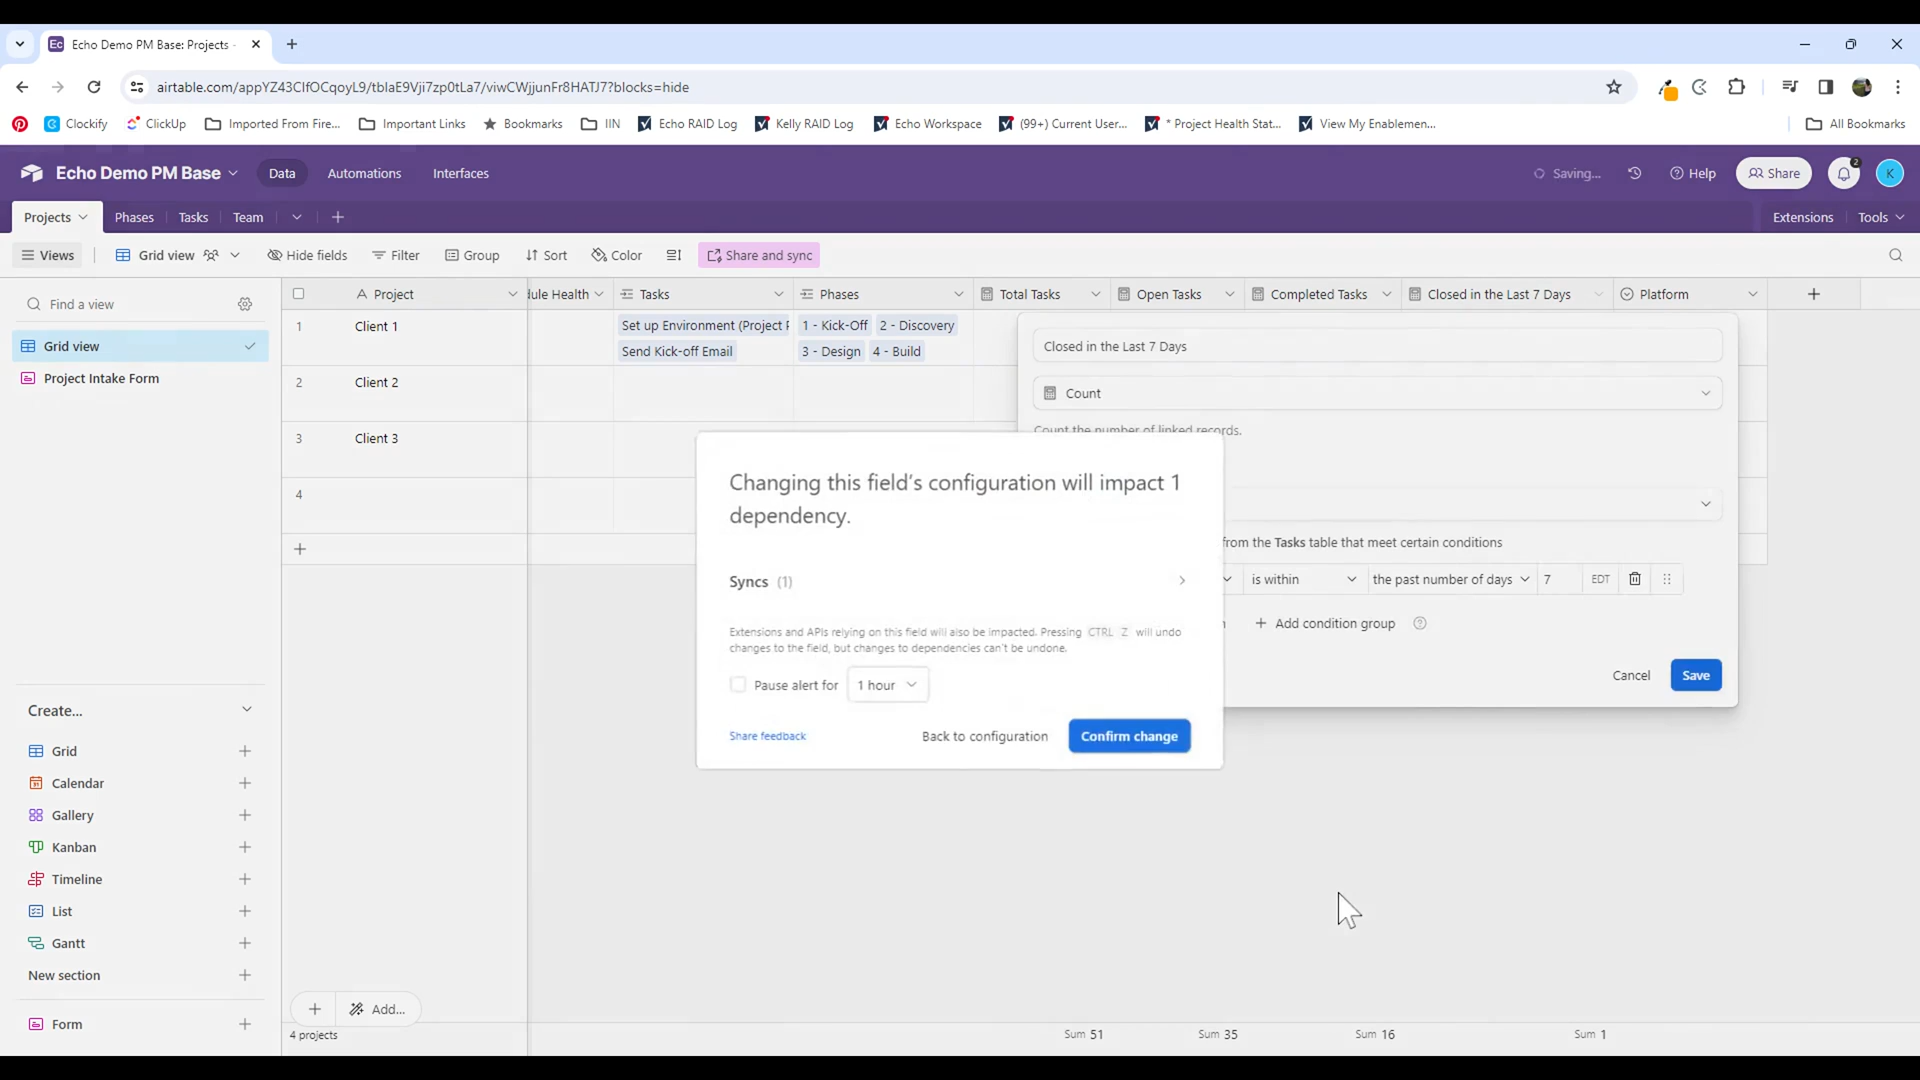 Ec Echo Demo PM Base: Projects -
airtable.com/appYZ43ClfOCqoyL9/tblaE9Vji7zp0tLa7/viwCWjjunFr8HATJ7?blocks=hide
Clockify
ClickUp
Imported From Fire...
Important Links
Bookmarks
IIN
Echo RAID Log
Kelly RAID Log
Echo Workspace
(99+) Current User...
* Project Health Stat...
View My Enablemen...
All Bookmarks
Echo Demo PM Base
Data
Automations
Interfaces
Saving...
Help
Share
2
K
Projects
Phases
Tasks
Team
Extensions
Tools
Views
Grid view
Hide fields
Filter
Group
Sort
Color
Share and sync
Find a view
Grid view
Project Intake Form
Project
ule Health
Tasks
Phases
Total Tasks
Open Tasks
Completed Tasks
Closed in the Last 7 Days
Platform
1
Client 1
Set up Environment (Project
1 - Kick-Off
2 - Discovery
Send Kick-off Email
3 - Design
4 - Build
2
Client 2
3
Client 3
4
Closed in the Last 7 Days
Count
Count the number of linked records.
from the Tasks table that meet certain conditions
is within
the past number of days
7
EDT
Add condition group
Cancel
Save
Changing this field's configuration will impact 1
dependency.
Syncs (1)
Extensions and APIs relying on this field will also be impacted. Pressing CTRL Z will undo
changes to the field, but changes to dependencies can't be undone.
Pause alert for
1 hour
Share feedback
Back to configuration
Confirm change
Create...
Grid
Calendar
Gallery
Kanban
Timeline
List
Gantt
New section
Form
Add...
4 projects
Sum 51
Sum 35
Sum 16
Sum 1